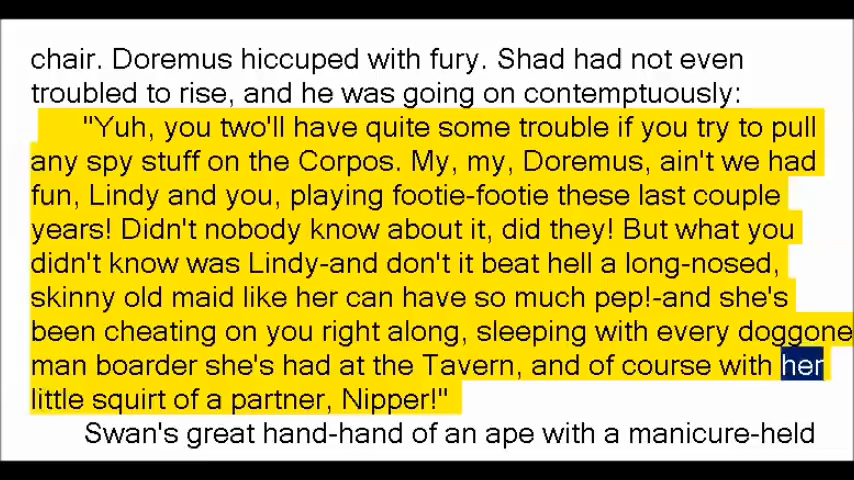 chair. Doremus hiccuped with fury. Shad had not even
troubled to rise, and he was going on contemptuously:
"Yuh, you two'll have quite some trouble if you try to pull
any spy stuff on the Corpos. My, my, Doremus, ain't we had
fun, Lindy and you, playing footie-footie these last couple
years! Didn't nobody know about it, did they! But what you
didn't know was Lindy-and don't it beat hell a long-nosed,
skinny old maid like her can have so much pep!-and she's
been cheating on you right along, sleeping with every doggone
man boarder she's had at the Tavern, and of course with her
little squirt of a partner, Nipper!"
Swan's great hand-hand of an ape with a manicure-held